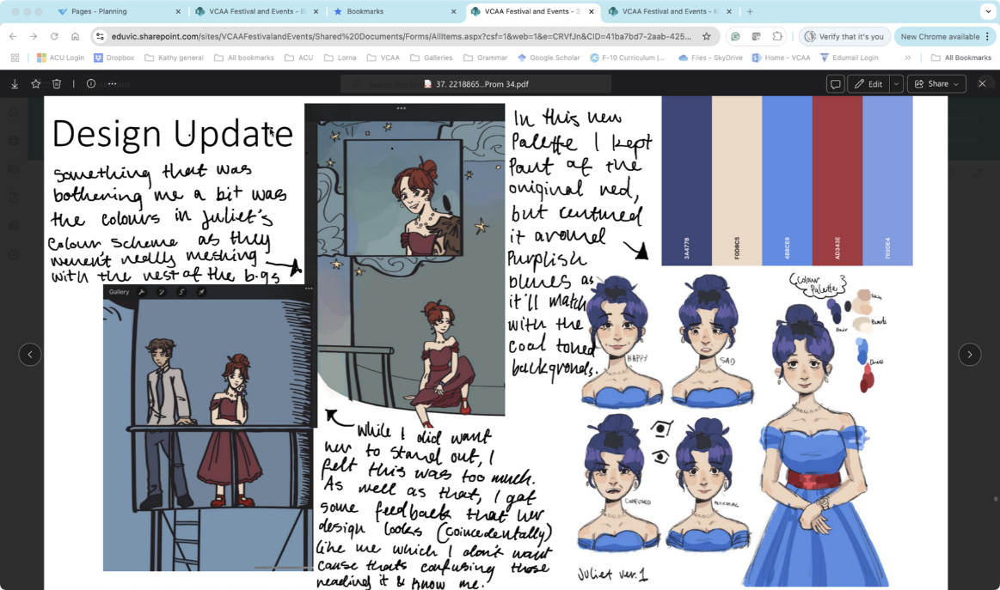 Pages - Planning
VCAA Festival and Events - B
Bookmarks
VCAA Festival and Events - 3
VCAA Festival and Events - K
eduvic.sharepoint.com/sites/VCAAFestivalandEvents/Shared%20Documents/Forms/AllItems.aspx?csf=1&web=1&e=CRVfJn&CID=41ba7bd7-2aab-425...
Verify that it's you
New Chrome available
ACU Login
Dropbox
Kathy general
All bookmarks
ACU
Lorna
VCAA
Galleries
Grammar
Google Scholar
F-10 Curriculum |...
Files - SkyDrive
Home - VCAA
Edumail Login
All Bookmarks
37. 2218865...Prom 34.pdf
Edit
Share
Design Update
Something that was
bothering me a bit was
the colours in Juliet's
colour scheme as they
weren't really meshing
with the rest of the b.gs
Gallery
While I did want
her to stand out, I
felt this was too much.
As well as that, I got
some feedback that her
design looks (coincedentally)
like me which I don't want
cause thats confusing those
reading it & know me.
In this new
Palette I kept
Part of the
original red,
but centured
it around
Purplish
blues as
it'll match
with the
cool toned
backgronds.
3A4778
F0D8C5
4B8CE8
AD343E
769DE4
HAPPY
SAD
CONFUSED
NORMAL
Juliet ver.1
Colour
Palette 3
Skin
Hair
Pearls
Dress